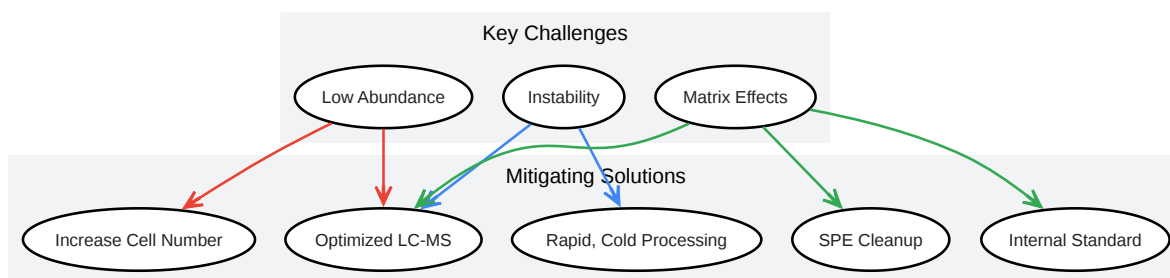 Key Challenges
Low Abundance
Instability
Matrix Effects
Mitigating Solutions
Increase Cell Number
Optimized LC-MS
Rapid, Cold Processing
SPE Cleanup
Internal Standard